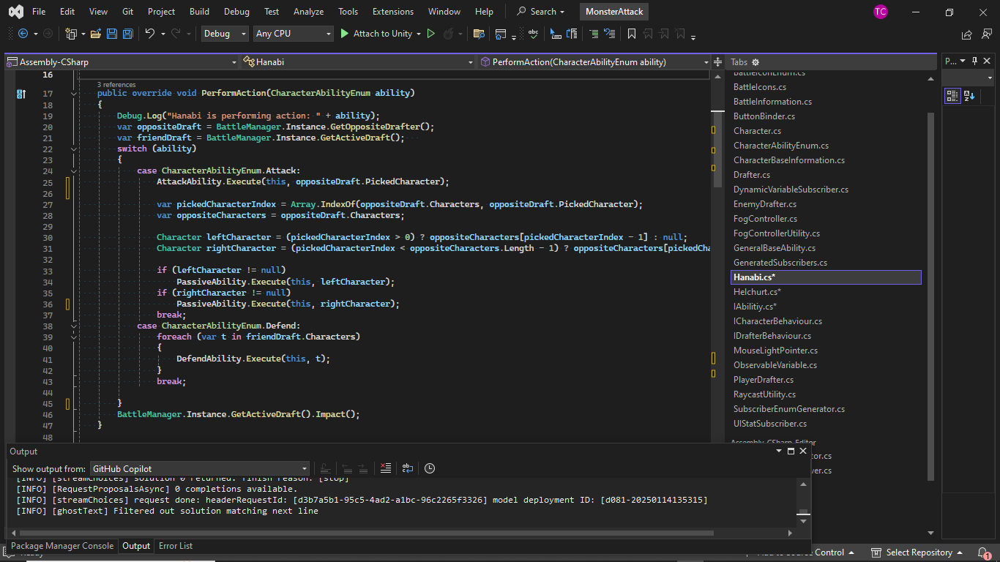 File Edit View Git Project Build Debug Test Analyze Tools Extensions Window Help Search MonsterAttack TC
Debug Any CPU Attach to Unity
Assembly-CSharp Hanabi PerformAction(CharacterAbilityEnum ability) Tabs P...
16
3 references
17 public override void PerformAction(CharacterAbilityEnum ability)
18 {
19 Debug.Log("Hanabi is performing action: " + ability);
20 var oppositeDraft = BattleManager.Instance.GetOppositeDrafter();
21 var friendDraft = BattleManager.Instance.GetActiveDraft();
22 switch (ability)
23 {
24 case CharacterAbilityEnum.Attack:
25 AttackAbility.Execute(this, oppositeDraft.PickedCharacter);
26
27 var pickedCharacterIndex = Array.IndexOf(oppositeDraft.Characters, oppositeDraft.PickedCharacter);
28 var oppositeCharacters = oppositeDraft.Characters;
29
30 Character leftCharacter = (pickedCharacterIndex > 0) ? oppositeCharacters[pickedCharacterIndex - 1] : null;
31 Character rightCharacter = (pickedCharacterIndex < oppositeCharacters.Length - 1) ? oppositeCharacters[pickedCha
32
33 if (leftCharacter != null)
34 PassiveAbility.Execute(this, leftCharacter);
35 if (rightCharacter != null)
36 PassiveAbility.Execute(this, rightCharacter);
37 break;
38 case CharacterAbilityEnum.Defend:
39 foreach (var t in friendDraft.Characters)
40 {
41 DefendAbility.Execute(this, t);
42 }
43 break;
44
45 }
46 BattleManager.Instance.GetActiveDraft().Impact();
47 }
48
BattleIconEnum.cs
BattleIcons.cs
BattleInformation.cs
ButtonBinder.cs
Character.cs
CharacterAbilityEnum.cs
CharacterBaseInformation.cs
Drafter.cs
DynamicVariableSubscriber.cs
EnemyDrafter.cs
FogController.cs
FogControllerUtility.cs
GeneralBaseAbility.cs
GeneratedSubscribers.cs
Hanabi.cs*
Helchurt.cs*
IAbilitiy.cs*
ICharacterBehaviour.cs
IDrafterBehaviour.cs
MouseLightPointer.cs
ObservableVariable.cs
PlayerDrafter.cs
RaycastUtility.cs
SubscriberEnumGenerator.cs
UIStatSubscriber.cs
Assembly-CSharp-Editor
tor.cs
ver.cs
Output
Show output from: GitHub Copilot
[INFO] [streamChoices] solution 0 returned. finish reason: [stop]
[INFO] [RequestProposalsAsync] 0 completions available.
[INFO] [streamChoices] request done: headerRequestId: [d3b7a5b1-95c5-4ad2-a1bc-96c2265f3326] model deployment ID: [d081-20250114135315]
[INFO] [ghostText] Filtered out solution matching next line
Package Manager Console Output Error List
Ready Add to Source Control Select Repository 1